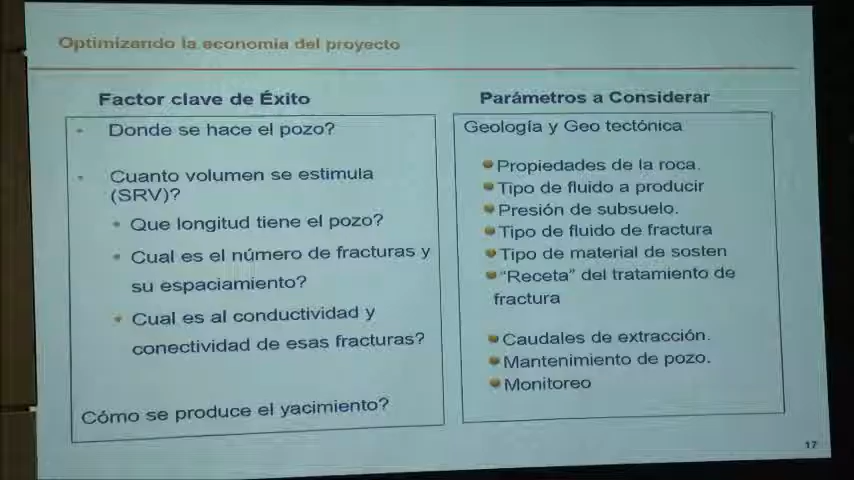 Optimizando la economia del proyecto
Factor clave de Éxito
Donde se hace el pozo?
Cuanto volumen se estimula
(SRV)?
Que longitud tiene el pozo?
Cual es el número de fracturas y
su espaciamiento?
Cual es al conductividad y
conectividad de esas fracturas?
Cómo se produce el yacimiento?
Parámetros a Considerar
Geología y Geo tectónica
Propiedades de la roca.
Tipo de fluido a producir
Presión de subsuelo.
Tipo de fluido de fractura
Tipo de material de sosten
"Receta" del tratamiento de
fractura
Caudales de extracción.
Mantenimiento de pozo.
Monitoreo
17